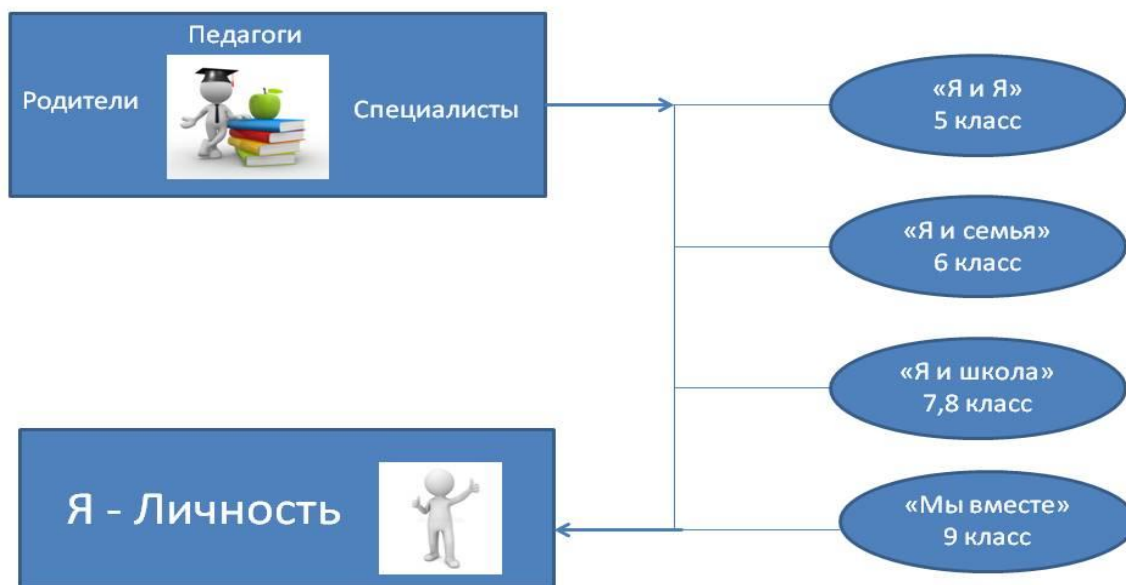 Педагоги
Родители
Специалисты
«Я и Я»
5 класс
«Я и семья»
6 класс
«Я и школа»
7,8 класс
«Мы вместе»
9 класс
Я - Личность